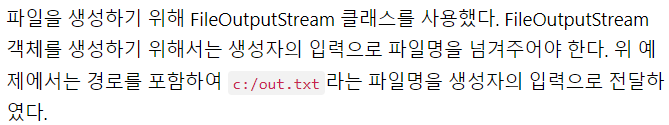 파일을 생성하기 위해 FileOutputStream 클래스를 사용했다. FileOutputStream
객체를 생성하기 위해서는 생성자의 입력으로 파일명을 넘겨주어야 한다. 위 예
제에서는 경로를 포함하여 c:/out.txt라는 파일명을 생성자의 입력으로 전달하
였다.